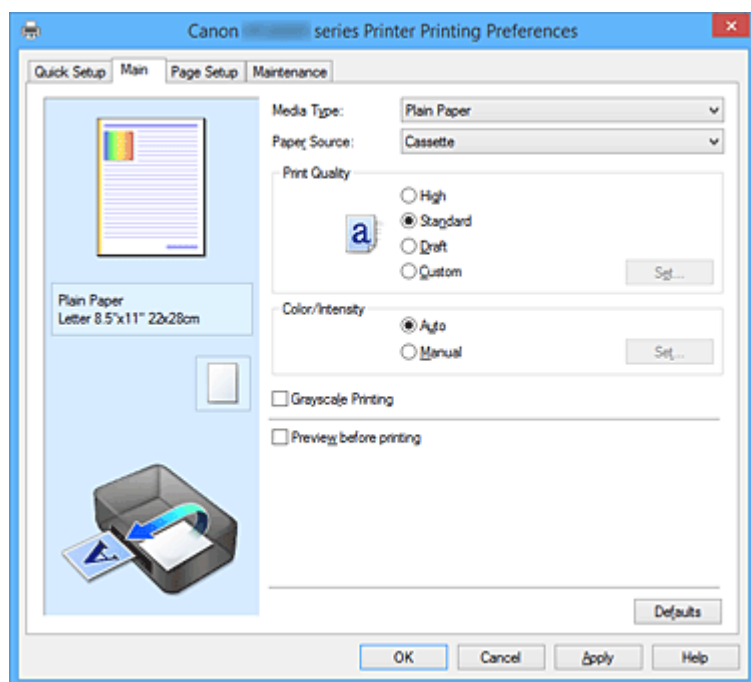 Canon series Printer Printing Preferences
Quick Setup Main Page Setup Maintenance
Media Type: Plain Paper
Paper Source: Cassette
Print Quality
High
a Standard
Draft
Custom Set...
Plain Paper
Letter 8.5"x11" 22x28cm
Color/Intensity
Auto
Manual Set...
Grayscale Printing
Preview before printing
A
Defaults
OK Cancel Apply Help